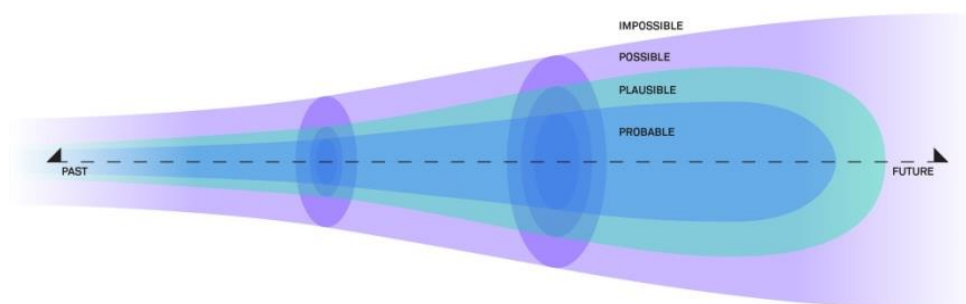 IMPOSSIBLE
POSSIBLE
PLAUSIBLE
PROBABLE
PAST
FUTURE